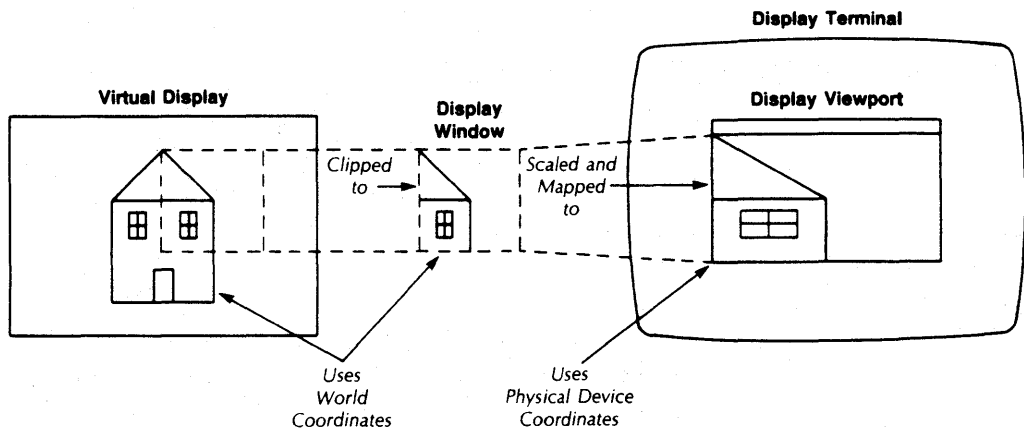 Display Terminal
Virtual Display
Display
Window
Display Viewport
Clipped
to
Scaled and
Mapped
to
Uses
World
Coordinates
Uses
Physical Device
Coordinates